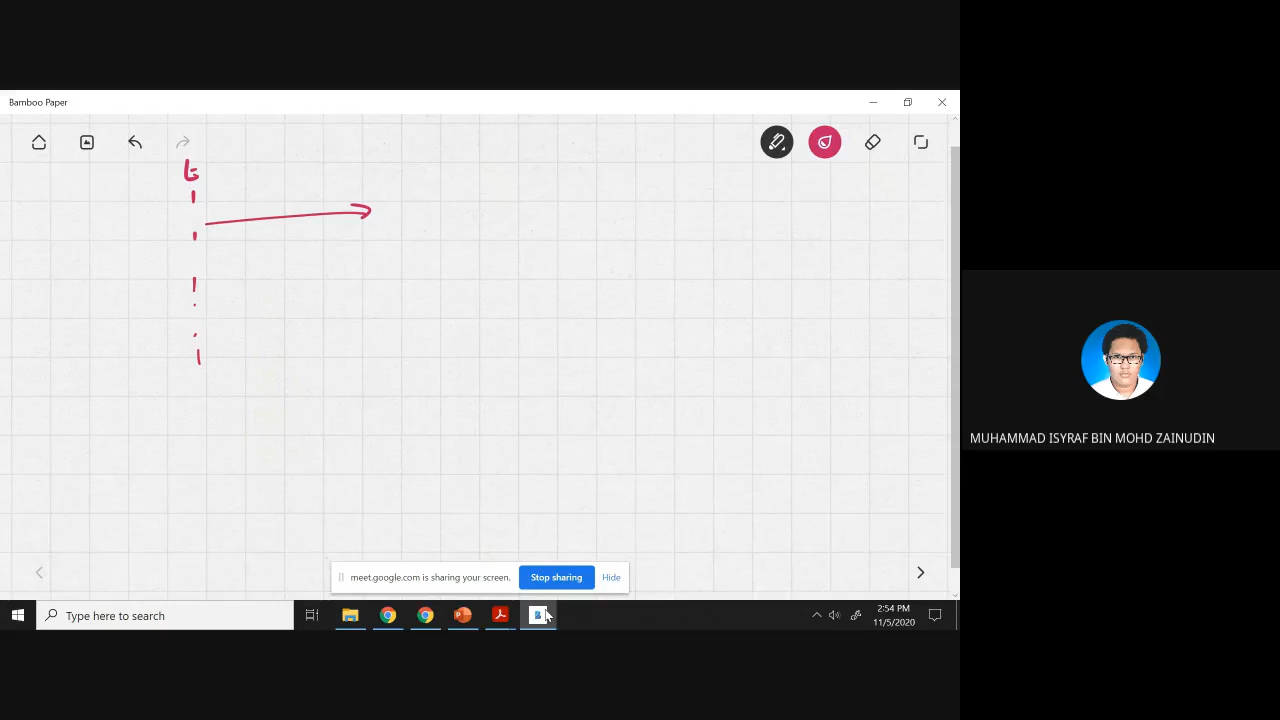 Bamboo Paper
MUHAMMAD ISYRAF BIN MOHD ZAINUDIN
meet.google.com is sharing your screen.
Stop sharing
Hide
Type here to search
2:54 PM
11/5/2020